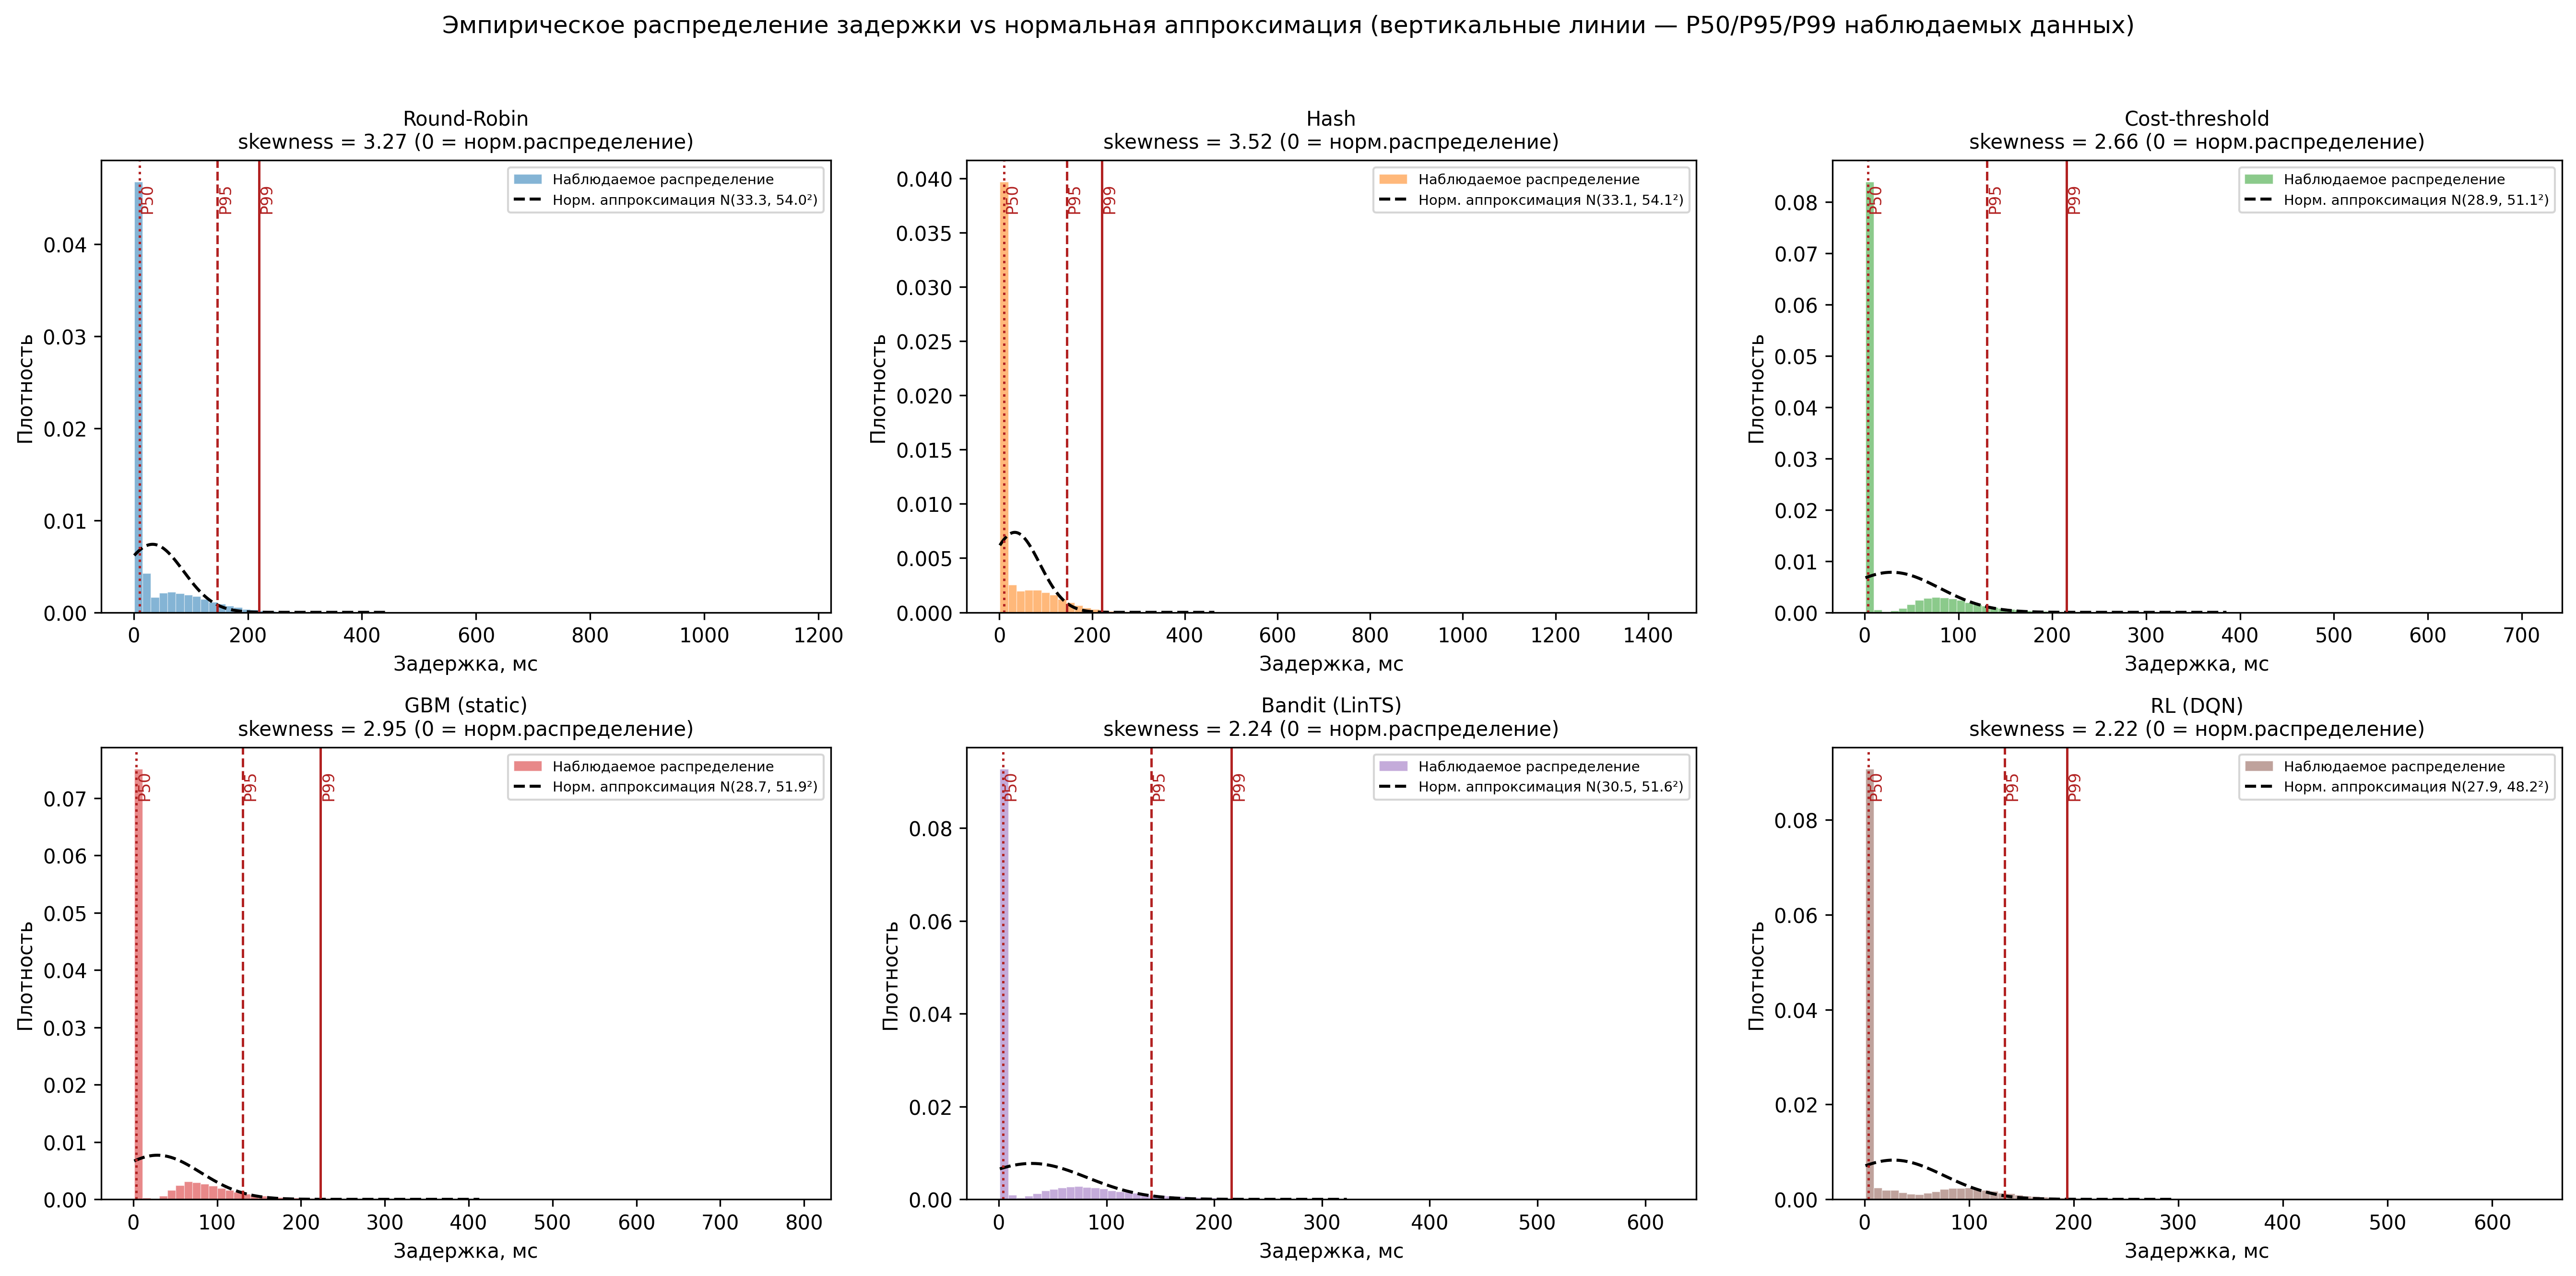 Эмпирическое распределение задержки vs нормальная аппроксимация (вертикальные линии — P50/P95/P99 наблюдаемых данных)
Round-Robin
skewness = 3.27 (0 = норм.распределение)
Наблюдаемое распределение
Норм. аппроксимация N(33.3, 54.0²)
P50
P95
P99
Плотность
0.04
0.03
0.02
0.01
0.00
0 200 400 600 800 1000 1200
Задержка, мс
Hash
skewness = 3.52 (0 = норм.распределение)
Наблюдаемое распределение
Норм. аппроксимация N(33.1, 54.1²)
P50
P95
P99
Плотность
0.040
0.035
0.030
0.025
0.020
0.015
0.010
0.005
0.000
0 200 400 600 800 1000 1200 1400
Задержка, мс
Cost-threshold
skewness = 2.66 (0 = норм.распределение)
Наблюдаемое распределение
Норм. аппроксимация N(28.9, 51.1²)
P50
P95
P99
Плотность
0.08
0.07
0.06
0.05
0.04
0.03
0.02
0.01
0.00
0 100 200 300 400 500 600 700
Задержка, мс
GBM (static)
skewness = 2.95 (0 = норм.распределение)
Наблюдаемое распределение
Норм. аппроксимация N(28.7, 51.9²)
P50
P95
P99
Плотность
0.07
0.06
0.05
0.04
0.03
0.02
0.01
0.00
0 100 200 300 400 500 600 700 800
Задержка, мс
Bandit (LinTS)
skewness = 2.24 (0 = норм.распределение)
Наблюдаемое распределение
Норм. аппроксимация N(30.5, 51.6²)
P50
P95
P99
Плотность
0.08
0.06
0.04
0.02
0.00
0 100 200 300 400 500 600
Задержка, мс
RL (DQN)
skewness = 2.22 (0 = норм.распределение)
Наблюдаемое распределение
Норм. аппроксимация N(27.9, 48.2²)
P50
P95
P99
Плотность
0.08
0.06
0.04
0.02
0.00
0 100 200 300 400 500 600
Задержка, мс